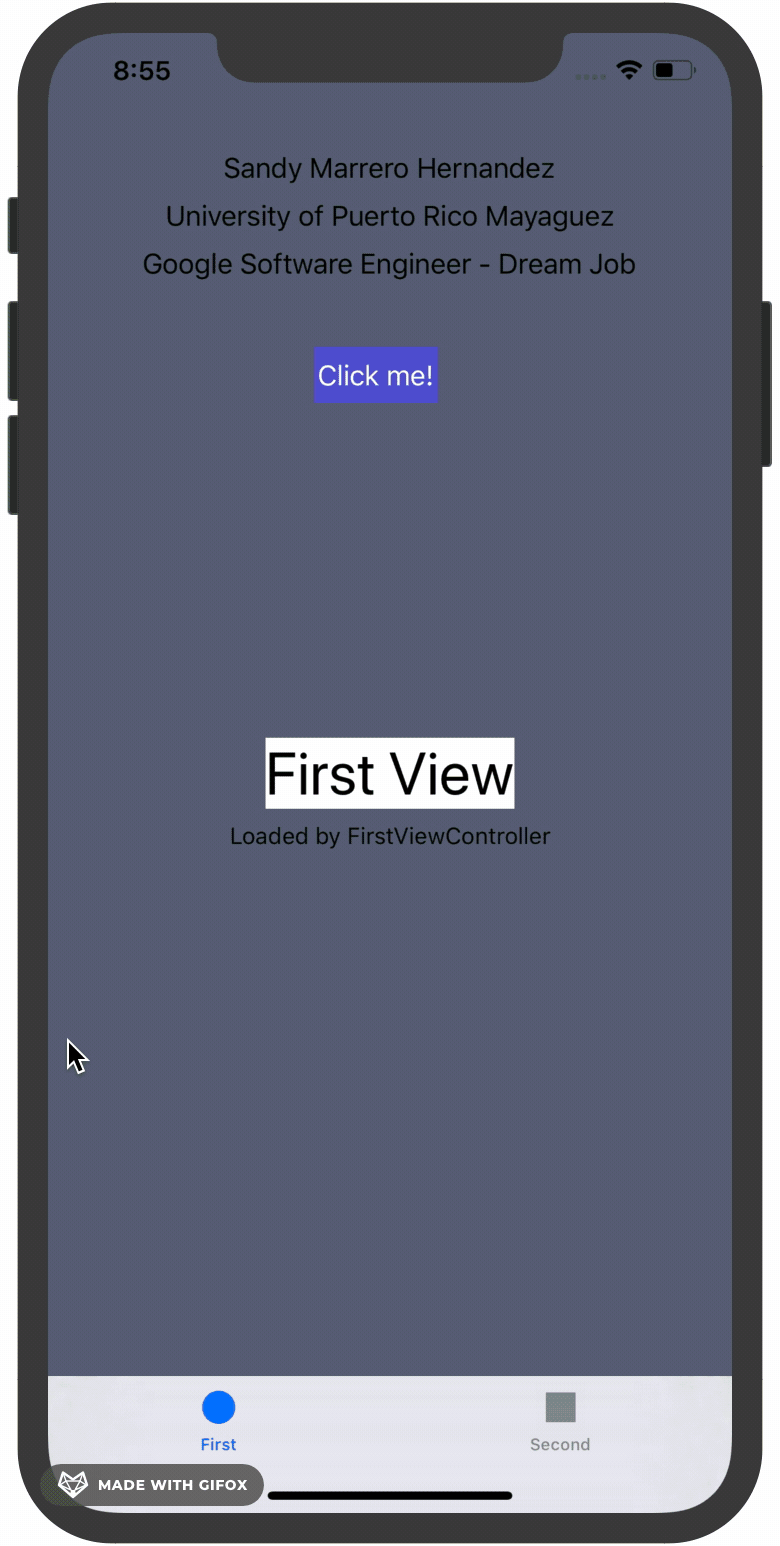 8:55
Sandy Marrero Hernandez
University of Puerto Rico Mayaguez
Google Software Engineer - Dream Job
Click me!
First View
Loaded by FirstViewController
First
Second
MADE WITH GIFOX